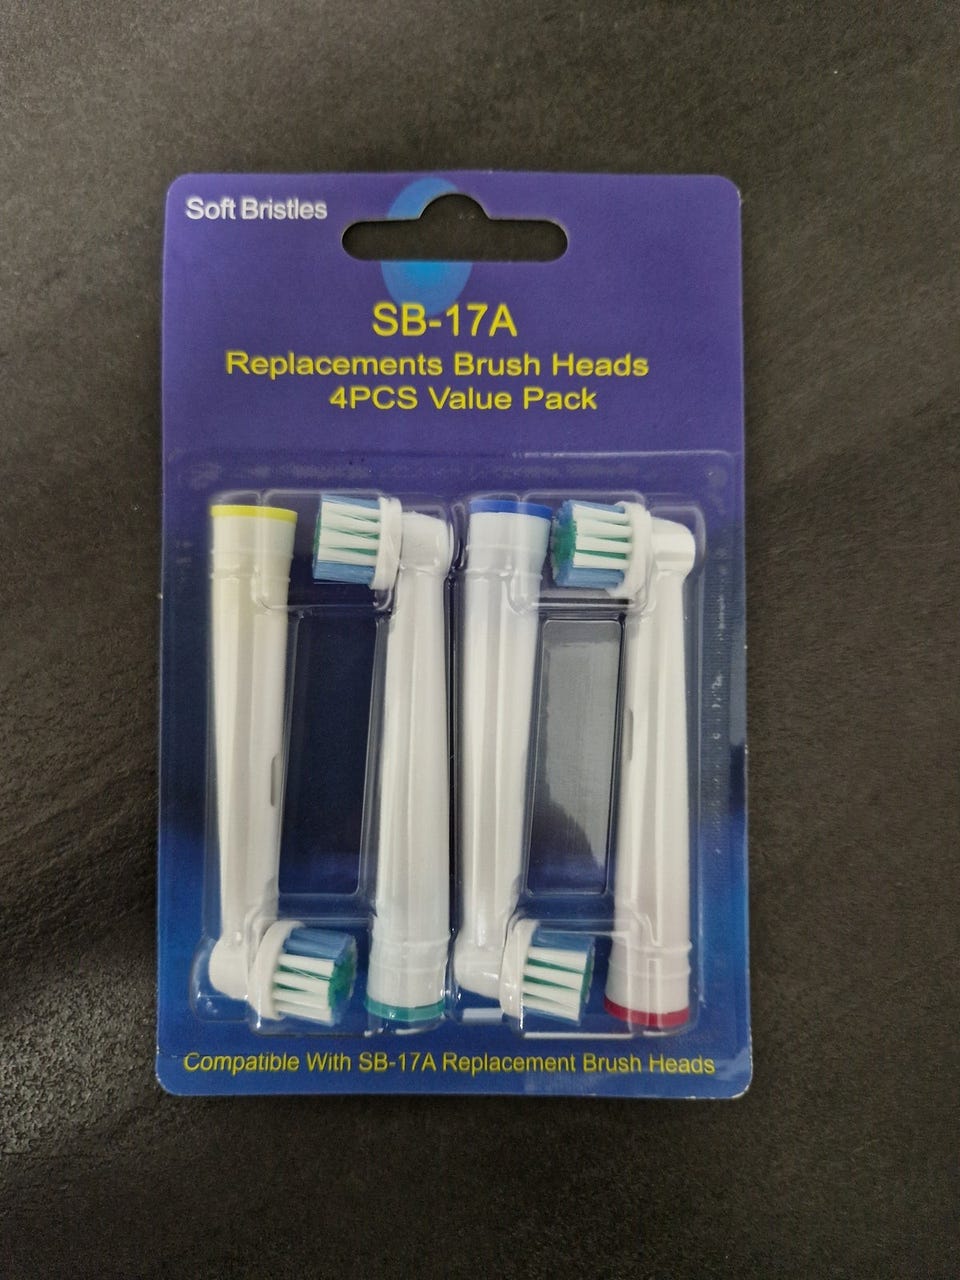 Soft Bristles
SB-17A
Replacements Brush Heads
4PCS Value Pack
Compatible With SB-17A Replacement Brush Heads